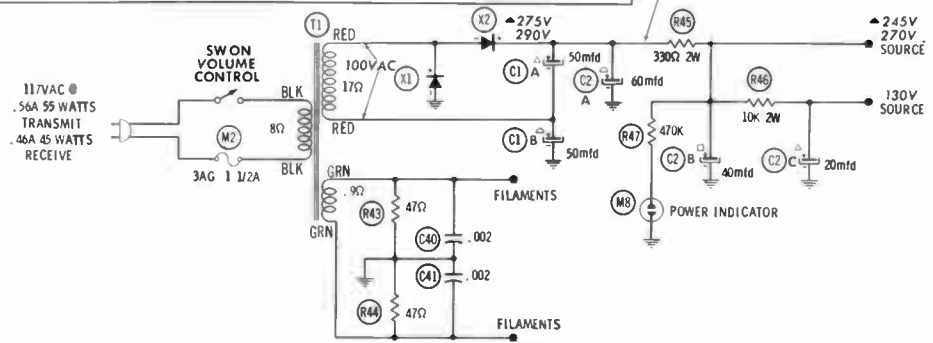 T1
X2
▲ 275V
290V
R45
▲ 245V
270V
SOURCE
RED
SW ON
VOLUME
CONTROL
100VAC
X1
C1 A
50mfd
C2
A
60mfd
330Ω 2W
R46
130V
SOURCE
117VAC @
.56A 55 WATTS
TRANSMIT
.46A 45 WATTS
RECEIVE
BLK
17Ω
8Ω
RED
M2
BLK
3AG 1 1/2A
C1 B
50mfd
R47
470K
10K 2W
C2 B
40mfd
C2 C
20mfd
GRN
.9Ω
FILAMENTS
M8
POWER INDICATOR
R43
47Ω
C40
.002
GRN
C41
.002
R44
47Ω
FILAMENTS